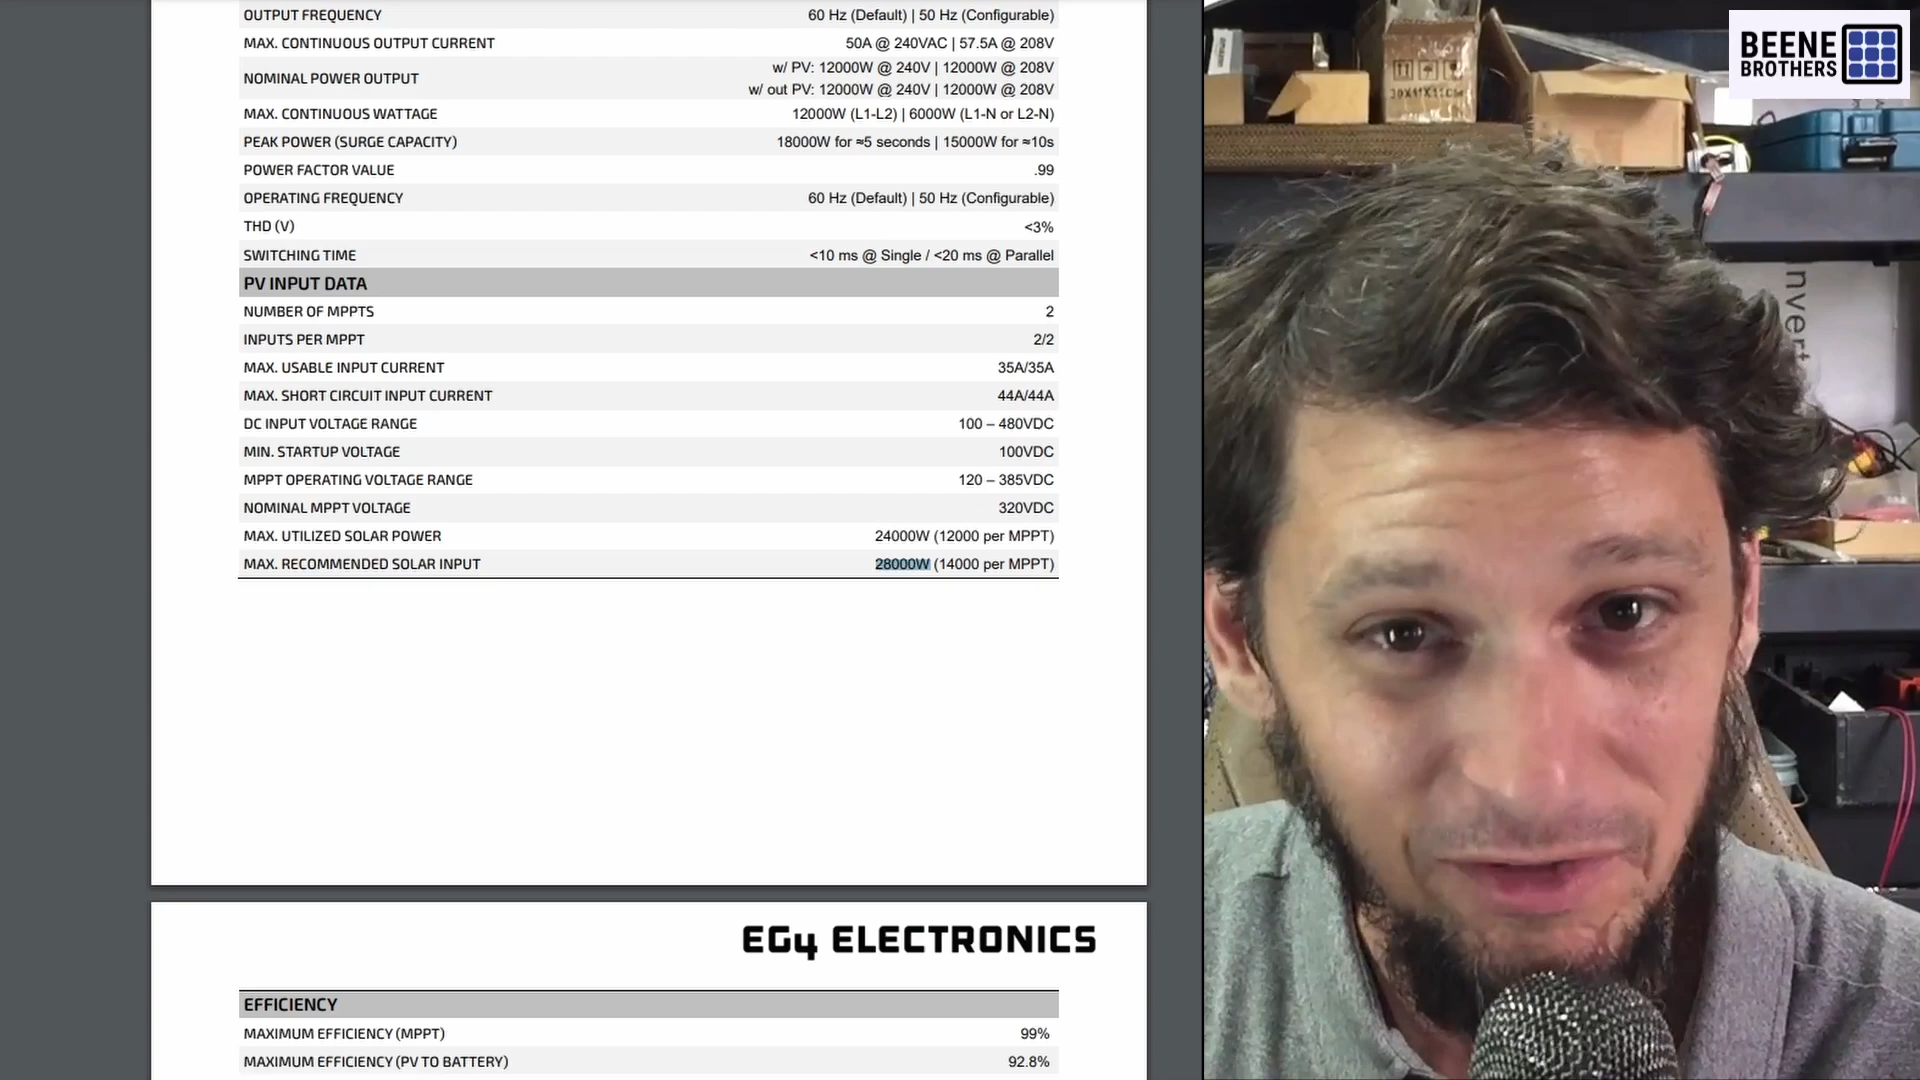 OUTPUT FREQUENCY 60 Hz (Default) | 50 Hz (Configurable)
MAX. CONTINUOUS OUTPUT CURRENT 50A @ 240VAC | 57.5A @ 208V
NOMINAL POWER OUTPUT w/ PV: 12000W @ 240V | 12000W @ 208V
w/ out PV: 12000W @ 240V | 12000W @ 208V
MAX. CONTINUOUS WATTAGE 12000W (L1-L2) | 6000W (L1-N or L2-N)
PEAK POWER (SURGE CAPACITY) 18000W for ≈5 seconds | 15000W for ≈10s
POWER FACTOR VALUE .99
OPERATING FREQUENCY 60 Hz (Default) | 50 Hz (Configurable)
THD (V) <3%
SWITCHING TIME <10 ms @ Single / <20 ms @ Parallel
PV INPUT DATA
NUMBER OF MPPTS 2
INPUTS PER MPPT 2/2
MAX. USABLE INPUT CURRENT 35A/35A
MAX. SHORT CIRCUIT INPUT CURRENT 44A/44A
DC INPUT VOLTAGE RANGE 100 – 480VDC
MIN. STARTUP VOLTAGE 100VDC
MPPT OPERATING VOLTAGE RANGE 120 – 385VDC
NOMINAL MPPT VOLTAGE 320VDC
MAX. UTILIZED SOLAR POWER 24000W (12000 per MPPT)
MAX. RECOMMENDED SOLAR INPUT 28000W (14000 per MPPT)
EG4 ELECTRONICS
EFFICIENCY
MAXIMUM EFFICIENCY (MPPT) 99%
MAXIMUM EFFICIENCY (PV TO BATTERY) 92.8%
BEENE
BROTHERS